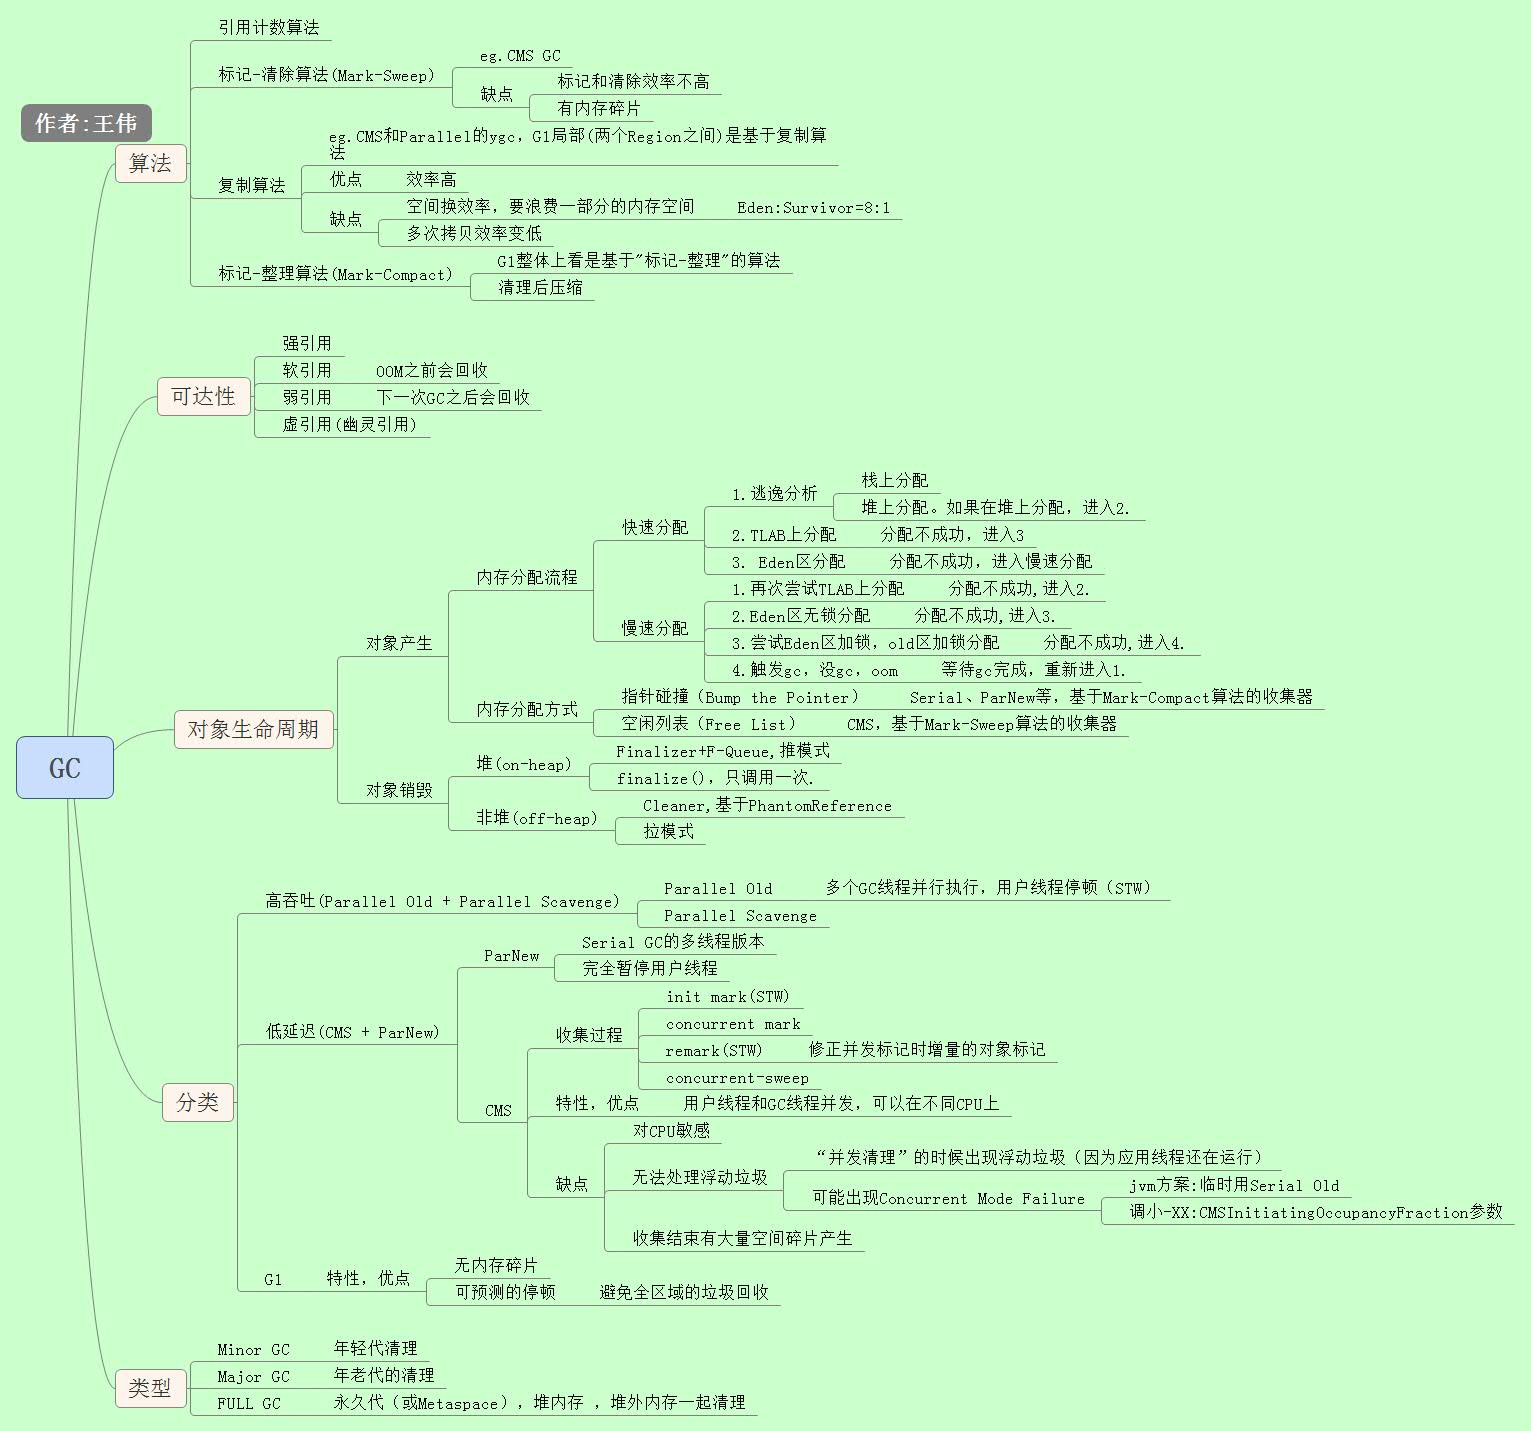 引用计数算法
eg.CMS GC
标记-清除算法(Mark-Sweep)
标记和清除效率不高
缺点
有内存碎片
作者:王伟
eg.CMS和Parallel的ygc，G1局部(两个Region之间)是基于复制算
法
算法
优点 效率高
复制算法
空间换效率，要浪费一部分的内存空间 Eden:Survivor=8:1
缺点
多次拷贝效率变低
G1整体上看是基于"标记-整理"的算法
标记-整理算法(Mark-Compact)
清理后压缩
强引用
软引用 OOM之前会回收
可达性
弱引用 下一次GC之后会回收
虚引用(幽灵引用)
栈上分配
1.逃逸分析
堆上分配。如果在堆上分配，进入2.
快速分配
2.TLAB上分配 分配不成功，进入3
3. Eden区分配 分配不成功，进入慢速分配
内存分配流程
1.再次尝试TLAB上分配 分配不成功,进入2.
2.Eden区无锁分配 分配不成功,进入3.
慢速分配
3.尝试Eden区加锁，old区加锁分配 分配不成功,进入4.
对象产生
4.触发gc，没gc，oom 等待gc完成，重新进入1.
指针碰撞（Bump the Pointer） Serial、ParNew等，基于Mark-Compact算法的收集器
内存分配方式
空闲列表（Free List） CMS，基于Mark-Sweep算法的收集器
对象生命周期
Finalizer+F-Queue,推模式
堆(on-heap)
finalize()，只调用一次.
对象销毁
Cleaner,基于PhantomReference
非堆(off-heap)
拉模式
GC
Parallel Old 多个GC线程并行执行，用户线程停顿（STW）
高吞吐(Parallel Old + Parallel Scavenge)
Parallel Scavenge
Serial GC的多线程版本
ParNew
完全暂停用户线程
init mark(STW)
concurrent mark
低延迟(CMS + ParNew)
收集过程
remark(STW) 修正并发标记时增量的对象标记
concurrent-sweep
分类
CMS
特性，优点 用户线程和GC线程并发，可以在不同CPU上
对CPU敏感
“并发清理”的时候出现浮动垃圾（因为应用线程还在运行）
无法处理浮动垃圾
缺点
jvm方案:临时用Serial Old
可能出现Concurrent Mode Failure
调小-XX:CMSInitiatingOccupancyFraction参数
收集结束有大量空间碎片产生
无内存碎片
G1 特性，优点
可预测的停顿 避免全区域的垃圾回收
Minor GC 年轻代清理
Major GC 年老代的清理
类型
FULL GC 永久代（或Metaspace），堆内存 ，堆外内存一起清理